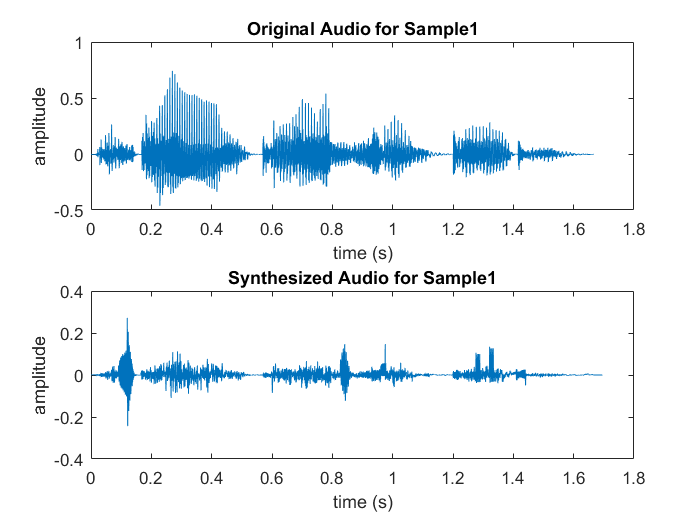 Original Audio for Sample1
1
0.5
0
-0.5
amplitude
0 0.2 0.4 0.6 0.8 1 1.2 1.4 1.6 1.8
time (s)
Synthesized Audio for Sample1
0.4
0.2
0
-0.2
-0.4
amplitude
0 0.2 0.4 0.6 0.8 1 1.2 1.4 1.6 1.8
time (s)